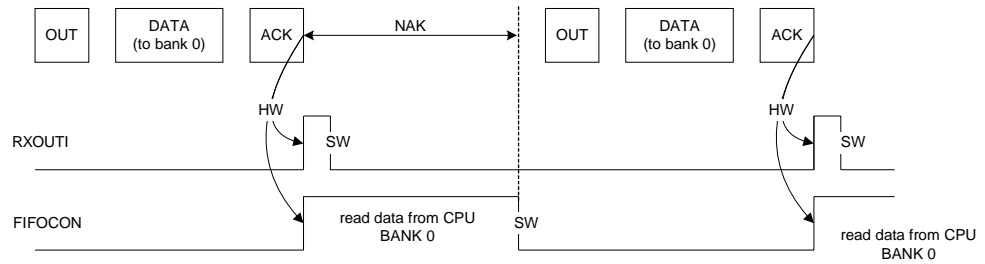 OUT
DATA
(to bank 0)
ACK
NAK
OUT
DATA
(to bank 0)
ACK
HW
HW
RXOUTI
SW
SW
FIFOCON
read data from CPU
BANK 0
SW
read data from CPU
BANK 0